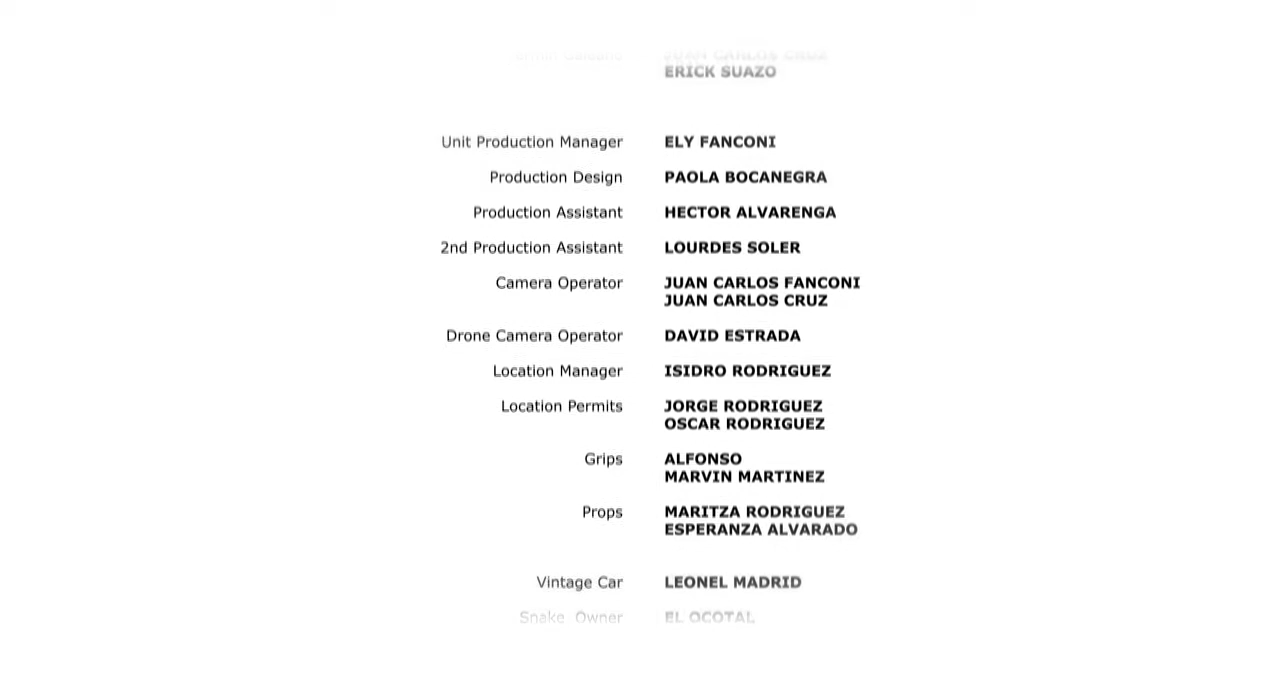 JUAN CARLOS CRUZ
ERICK SUAZO
Unit Production Manager ELY FANCONI
Production Design PAOLA BOCANEGRA
Production Assistant HECTOR ALVARENGA
2nd Production Assistant LOURDES SOLER
Camera Operator JUAN CARLOS FANCONI
JUAN CARLOS CRUZ
Drone Camera Operator DAVID ESTRADA
Location Manager ISIDRO RODRIGUEZ
Location Permits JORGE RODRIGUEZ
OSCAR RODRIGUEZ
Grips ALFONSO
MARVIN MARTINEZ
Props MARITZA RODRIGUEZ
ESPERANZA ALVARADO
Vintage Car LEONEL MADRID
Snake Owner EL OCOTAL